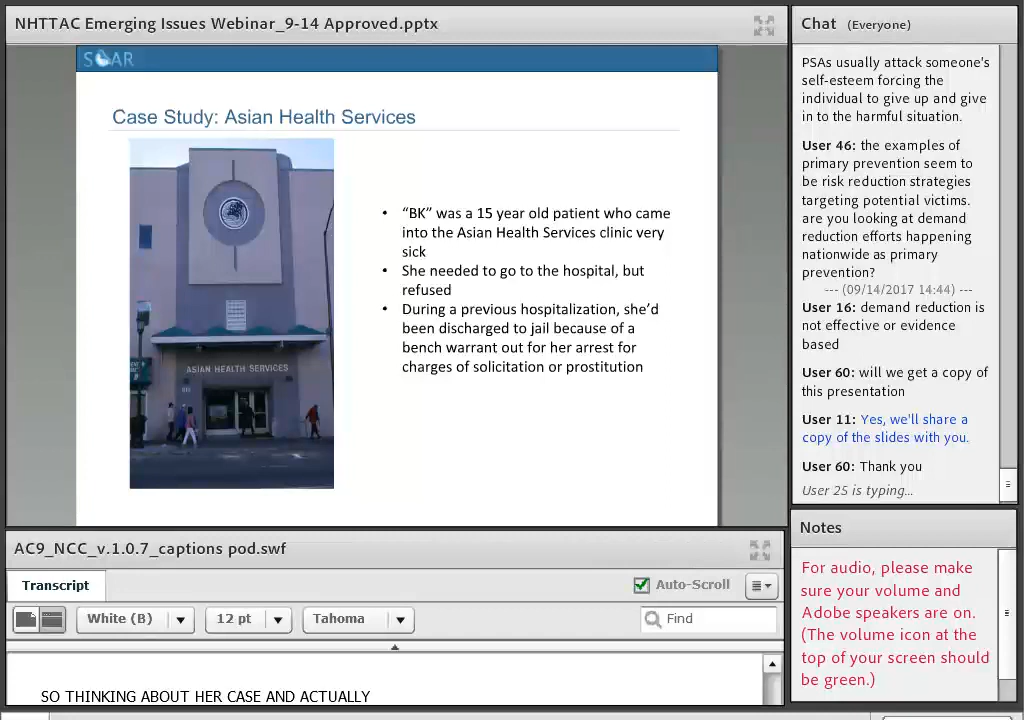 NHTTAC Emerging Issues Webinar_9-14 Approved.pptx
SOAR
Case Study: Asian Health Services
ASIAN HEALTH SERVICES
• “BK” was a 15 year old patient who came
into the Asian Health Services clinic very
sick
• She needed to go to the hospital, but
refused
• During a previous hospitalization, she’d
been discharged to jail because of a
bench warrant out for her arrest for
charges of solicitation or prostitution
AC9_NCC_v.1.0.7_captions pod.swf
Transcript
Auto-Scroll
White (B)
12 pt
Tahoma
Find
SO THINKING ABOUT HER CASE AND ACTUALLY
Chat (Everyone)
PSAs usually attack someone's
self-esteem forcing the
individual to give up and give
in to the harmful situation.
User 46: the examples of
primary prevention seem to
be risk reduction strategies
targeting potential victims.
are you looking at demand
reduction efforts happening
nationwide as primary
prevention?
--- (09/14/2017 14:44) ---
User 16: demand reduction is
not effective or evidence
based
User 60: will we get a copy of
this presentation
User 11: Yes, we'll share a
copy of the slides with you.
User 60: Thank you
User 25 is typing...
Notes
For audio, please make
sure your volume and
Adobe speakers are on.
(The volume icon at the
top of your screen should
be green.)